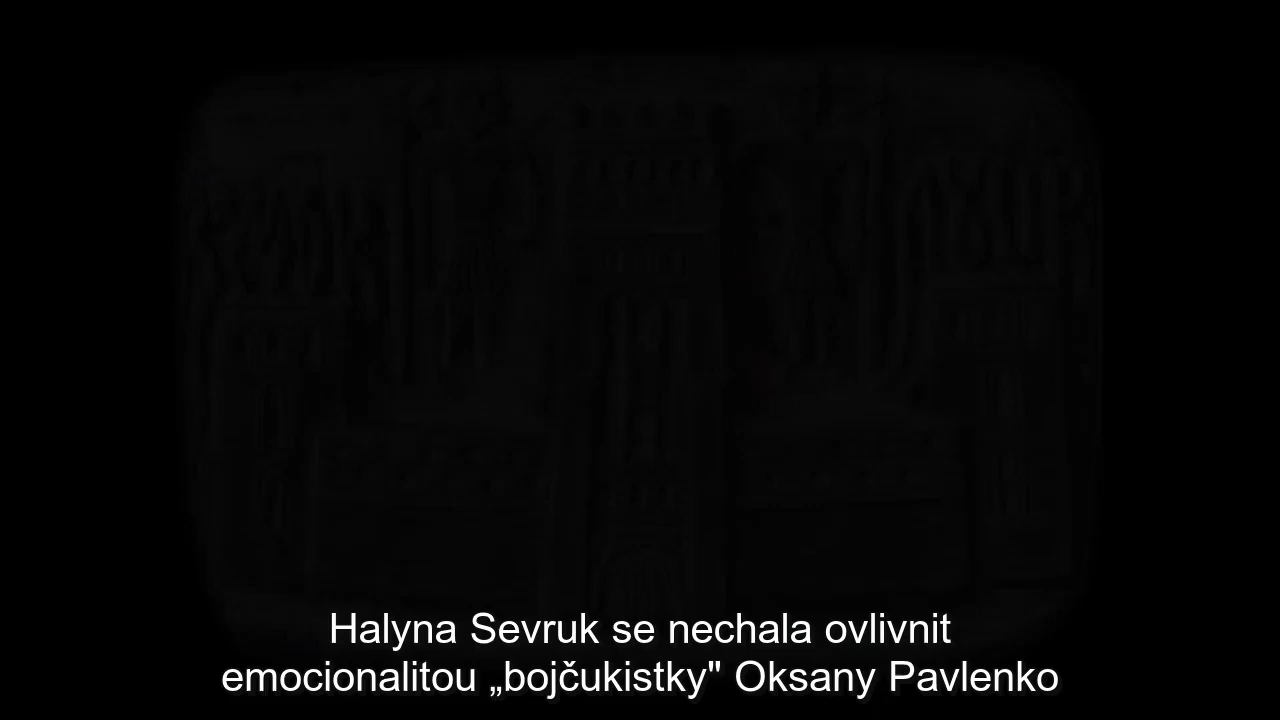 Halyna Sevruk se nechala ovlivnit
emocionalitou „bojčukistky" Oksany Pavlenko